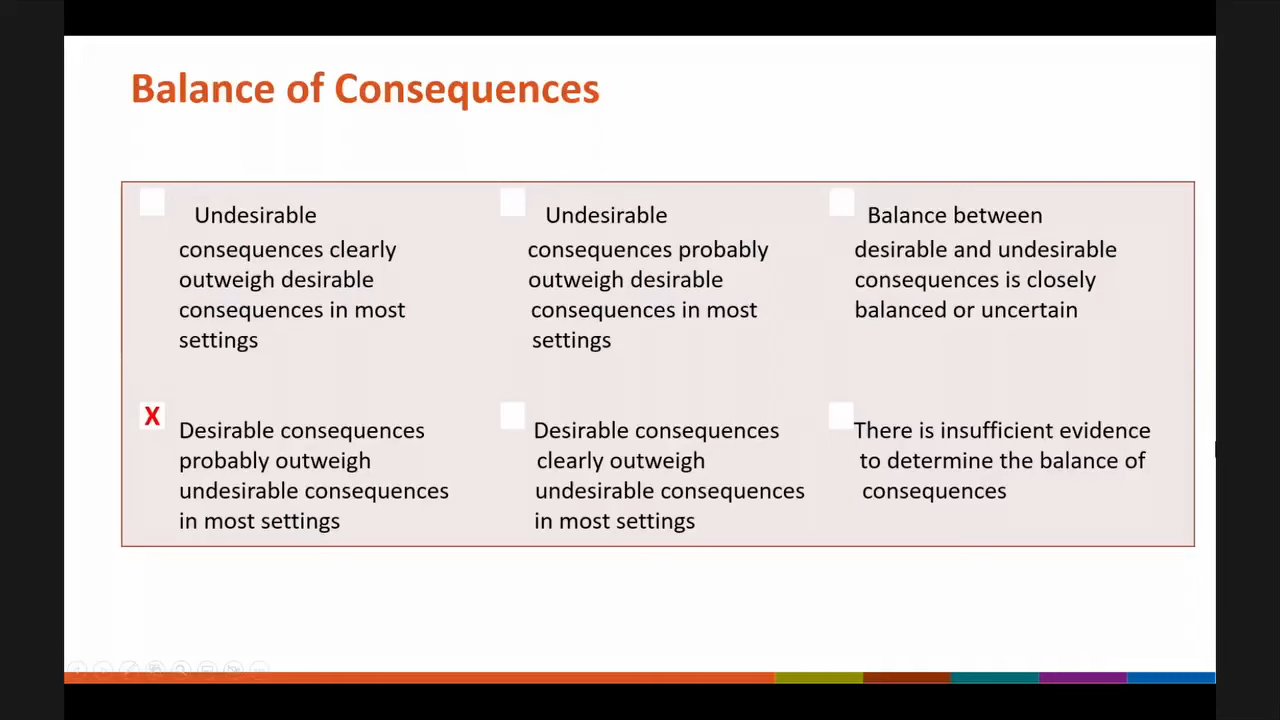 Balance of Consequences
Undesirable
consequences clearly
outweigh desirable
consequences in most
settings
Undesirable
consequences probably
outweigh desirable
consequences in most
settings
Balance between
desirable and undesirable
consequences is closely
balanced or uncertain
X
Desirable consequences
probably outweigh
undesirable consequences
in most settings
Desirable consequences
clearly outweigh
undesirable consequences
in most settings
There is insufficient evidence
to determine the balance of
consequences